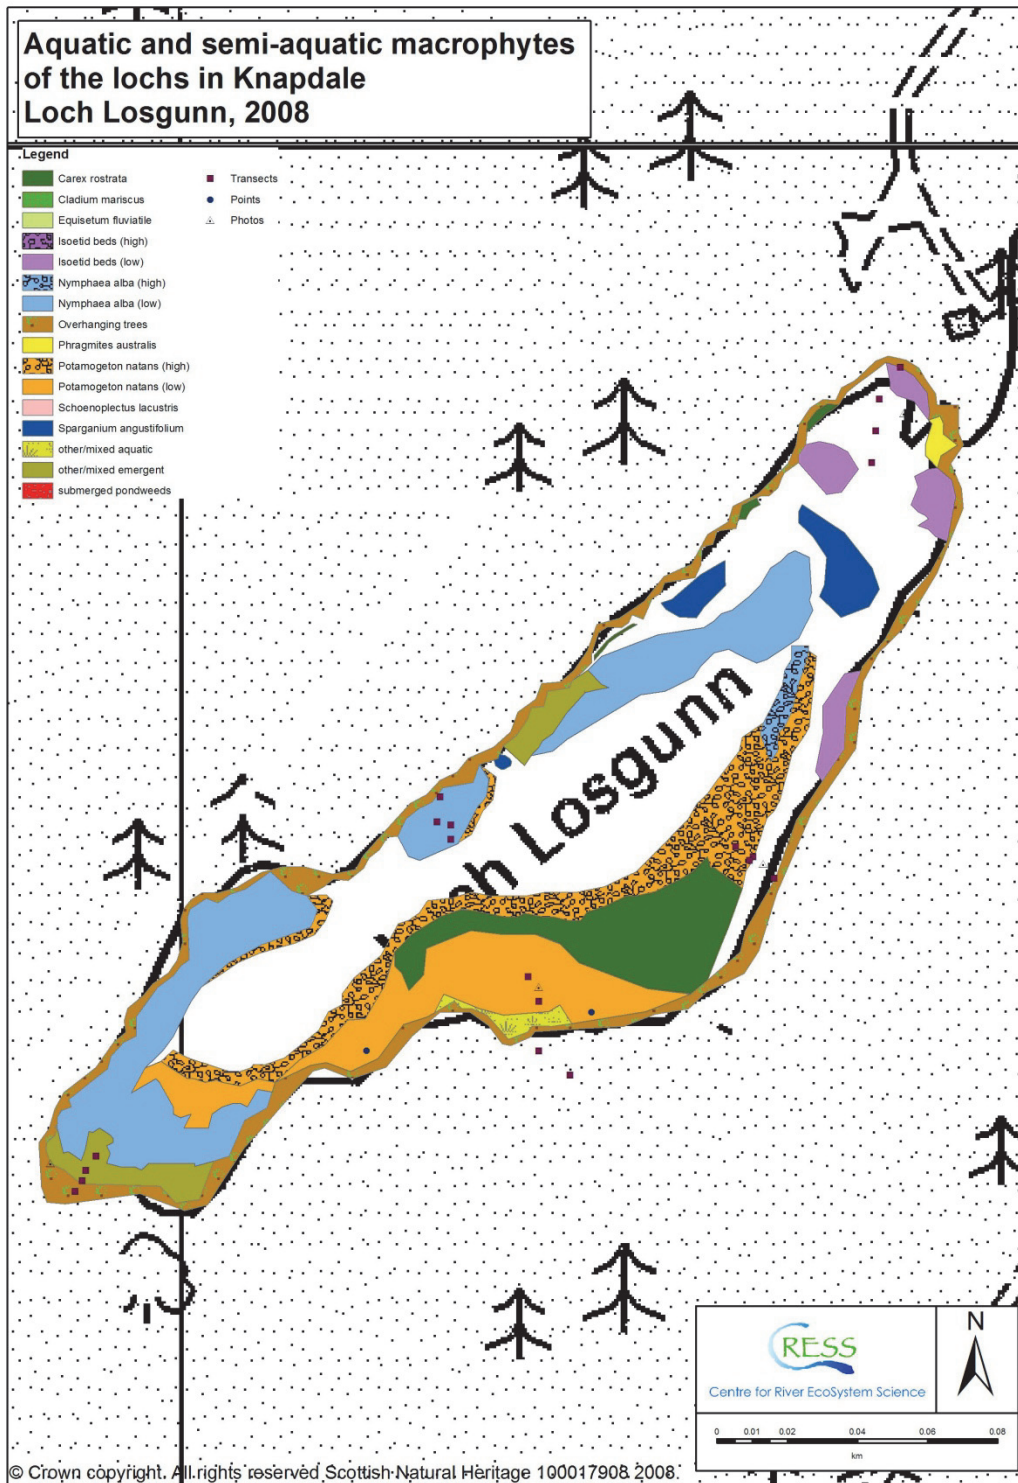 Aquatic and semi-aquatic macrophytes
of the lochs in Knapdale
Loch Losgunn, 2008
Legend
Carex rostrata
Cladium mariscus
Equisetum fluviatile
Isoetid beds (high)
Isoetid beds (low)
Nymphaea alba (high)
Nymphaea alba (low)
Overhanging trees
Phragmites australis
Potamogeton natans (high)
Potamogeton natans (low)
Schoenoplectus lacustris
Sparganium angustifolium
other/mixed aquatic
other/mixed emergent
submerged pondweeds
Transects
Points
Photos
ch Losgunn
CRESS
Centre for River EcoSystem Science
N
0 0.01 0.02 0.04 0.06 0.08
km
© Crown copyright. All rights reserved Scottish Natural Heritage 100017908 2008.